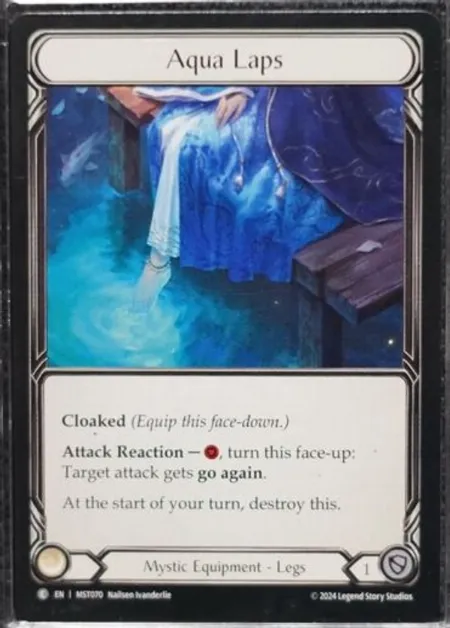 Aqua Laps
Cloaked (Equip this face-down.)
Attack Reaction — , turn this face-up:
Target attack gets go again.
At the start of your turn, destroy this.
Mystic Equipment - Legs
1
C EN | MST070 Nailsen Ivanderlie
© 2024 Legend Story Studios